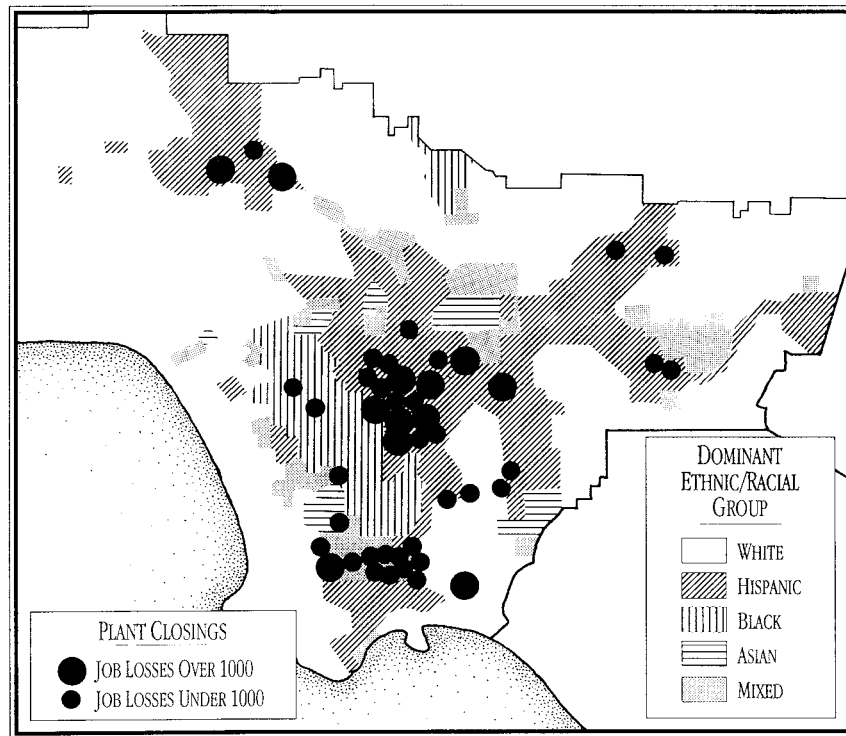 PLANT CLOSINGS
JOB LOSSES OVER 1000
JOB LOSSES UNDER 1000
DOMINANT
ETHNIC/RACIAL
GROUP
WHITE
HISPANIC
BLACK
ASIAN
MIXED